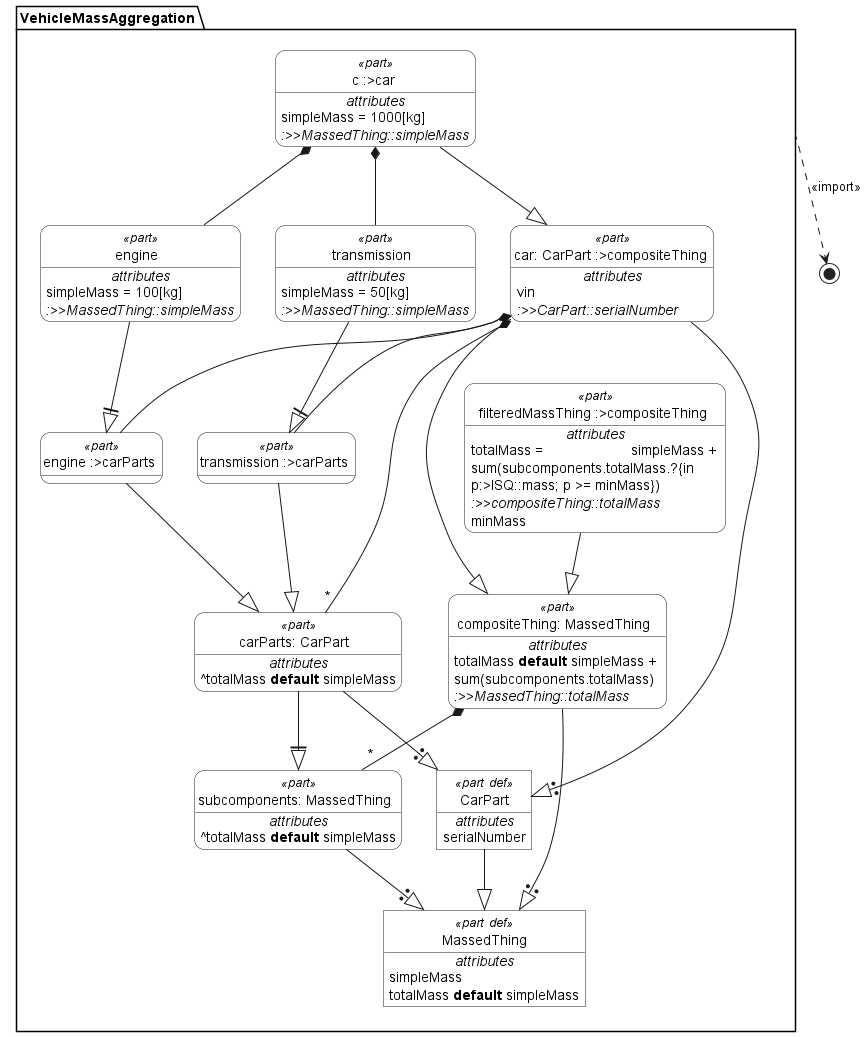 VehicleMassAggregation
«part»
c :>car
attributes
simpleMass = 1000[kg]
:>>MassedThing::simpleMass
«import»
«part»
engine
attributes
simpleMass = 100[kg]
:>>MassedThing::simpleMass
«part»
transmission
attributes
simpleMass = 50[kg]
:>>MassedThing::simpleMass
«part»
car: CarPart :>compositeThing
attributes
vin
:>>CarPart::serialNumber
«part»
filteredMassThing :>compositeThing
attributes
totalMass = simpleMass +
sum(subcomponents.totalMass.?{in
p:>ISQ::mass; p >= minMass})
:>>compositeThing::totalMass
minMass
«part»
engine :>carParts
«part»
transmission :>carParts
*
«part»
carParts: CarPart
attributes
^totalMass default simpleMass
«part»
compositeThing: MassedThing
attributes
totalMass default simpleMass +
sum(subcomponents.totalMass)
:>>MassedThing::totalMass
*
«part»
subcomponents: MassedThing
attributes
^totalMass default simpleMass
«part def»
CarPart
attributes
serialNumber
«part def»
MassedThing
attributes
simpleMass
totalMass default simpleMass